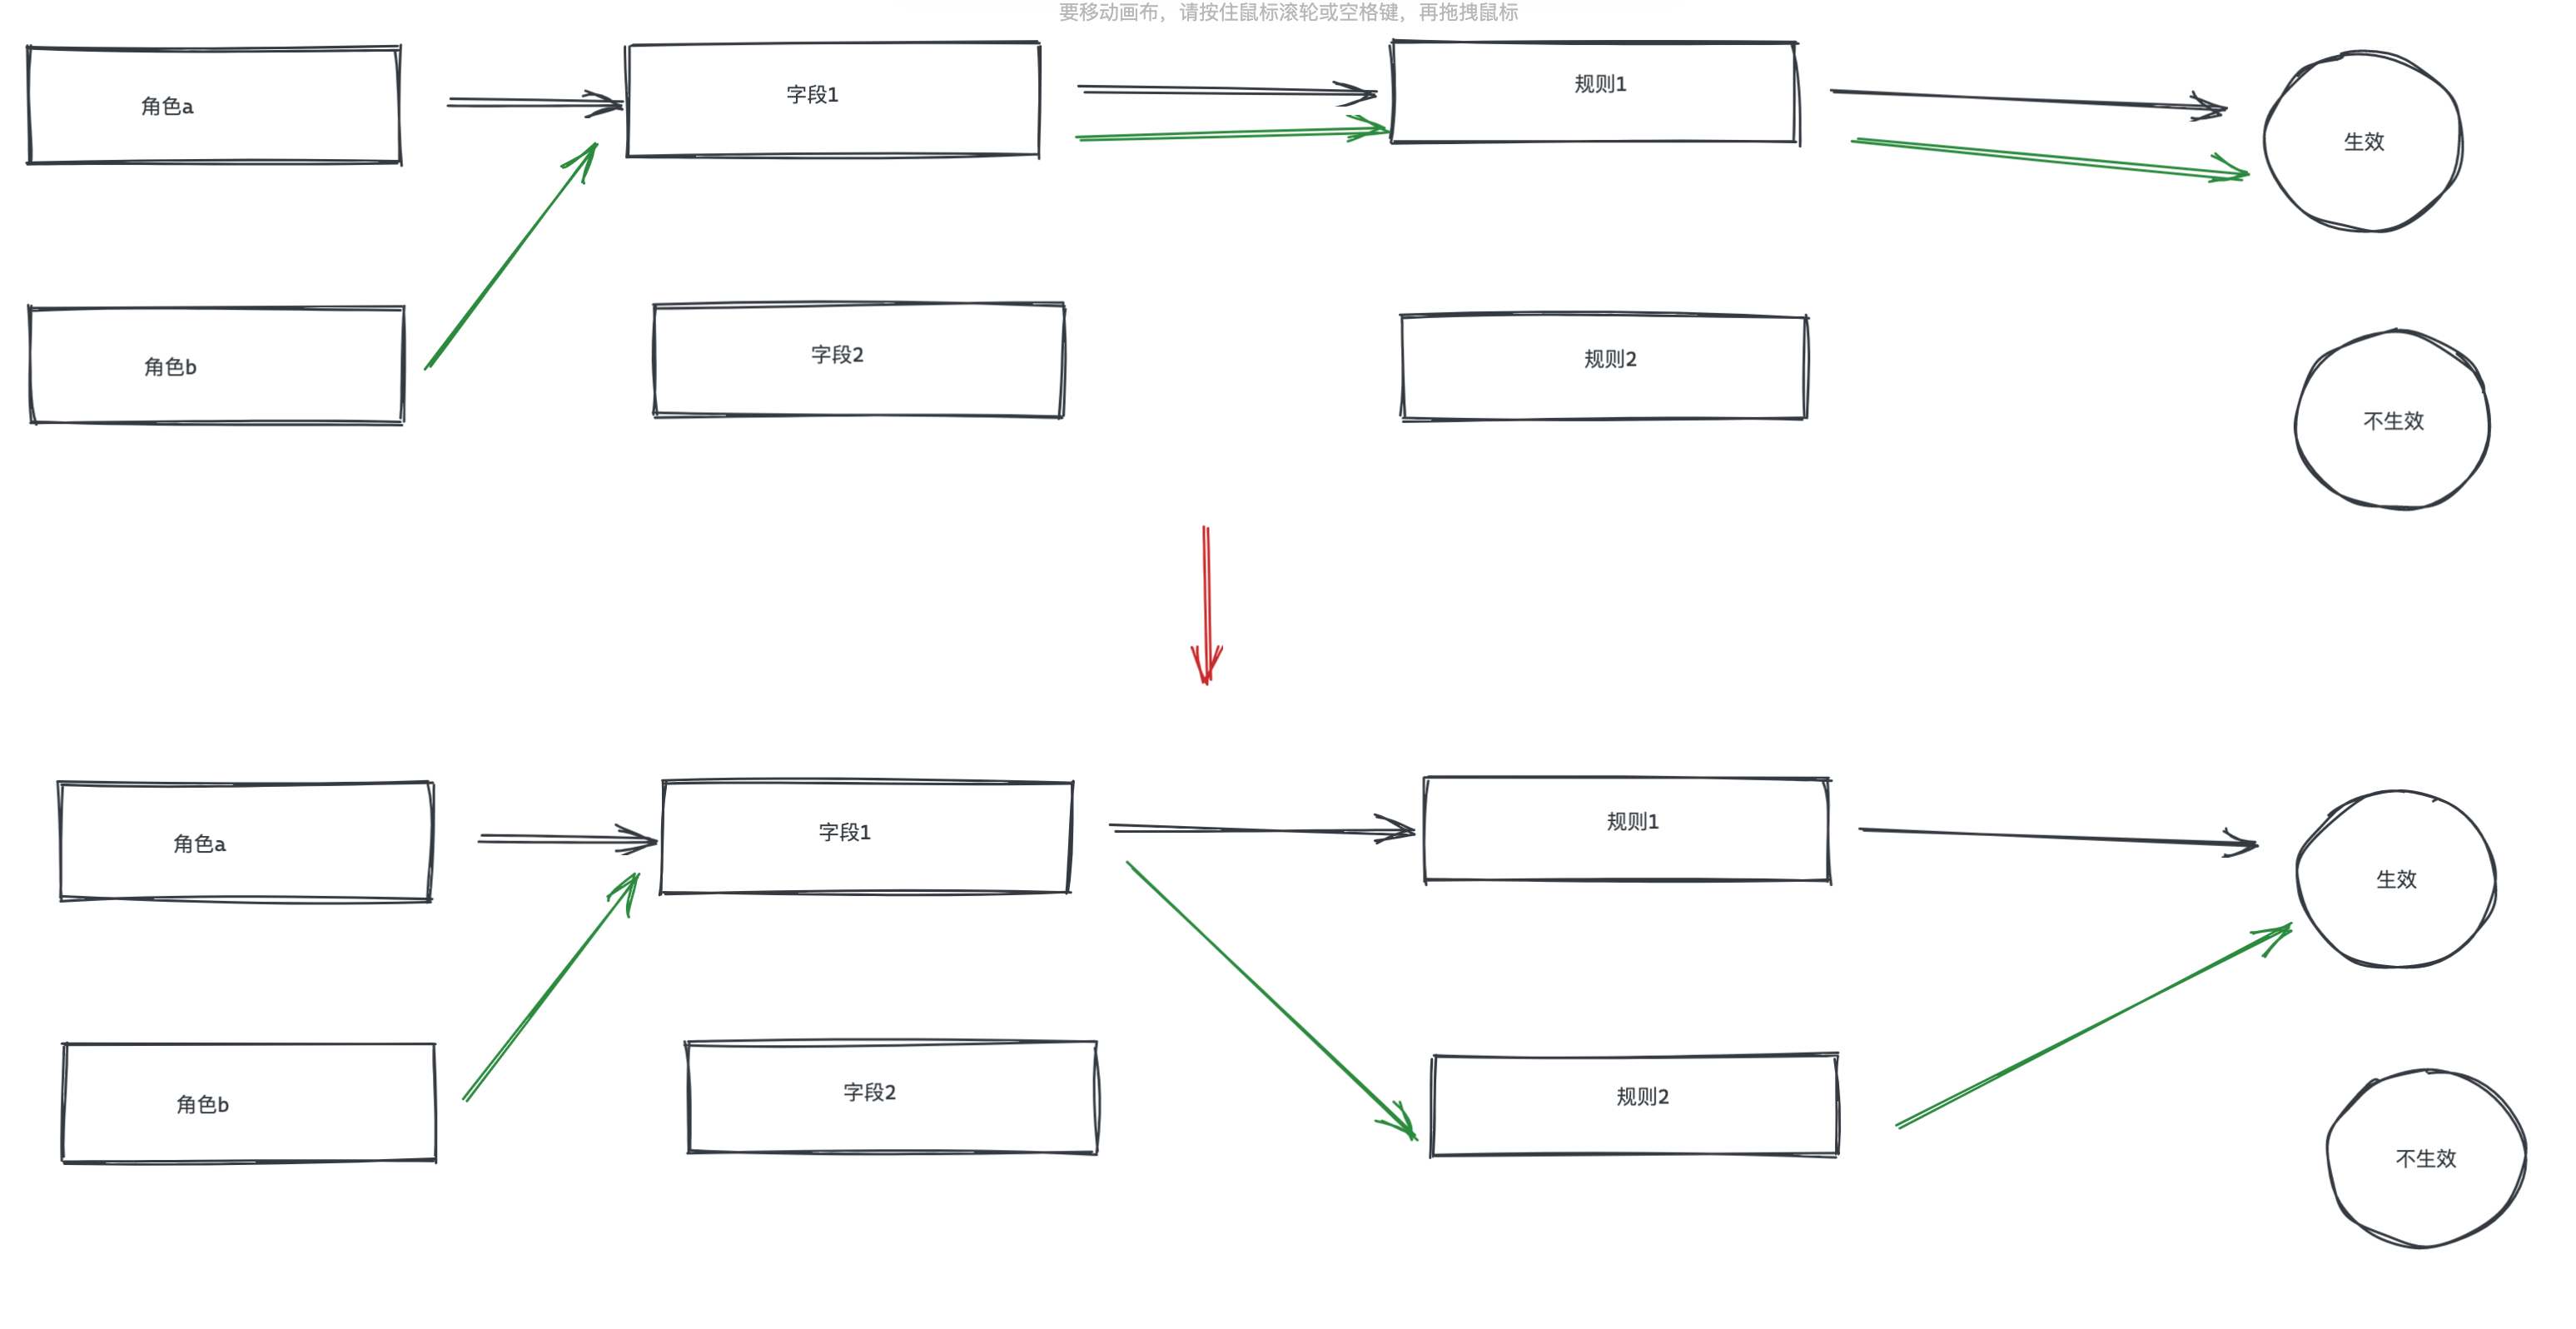 要移动画布，请按住鼠标滚轮或空格键，再拖拽鼠标
角色a
字段1
规则1
生效
角色b
字段2
规则2
不生效
角色a
字段1
规则1
生效
角色b
字段2
规则2
不生效